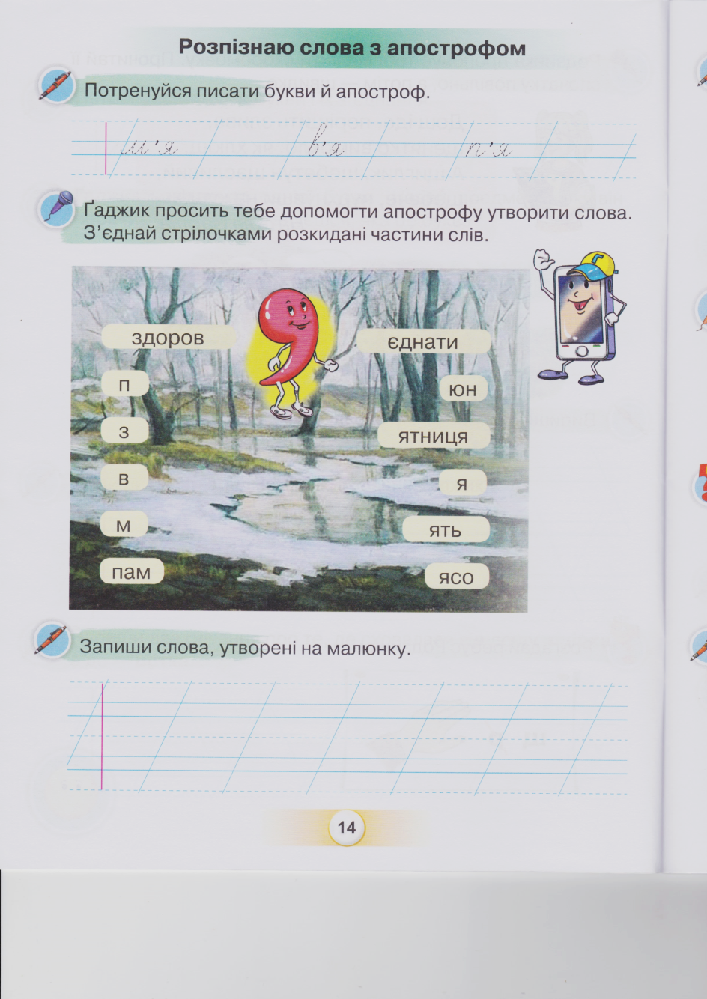 Розпізнаю слова з апострофом
Потренуйся писати букви й апостроф.
м’я в’я п’я
Ґаджик просить тебе допомогти апострофу утворити слова.
З’єднай стрілочками розкидані частини слів.
Г
здоров єднати
п юн
з ятниця
в я
м ять
пам ясо
Запиши слова, утворені на малюнку.
14